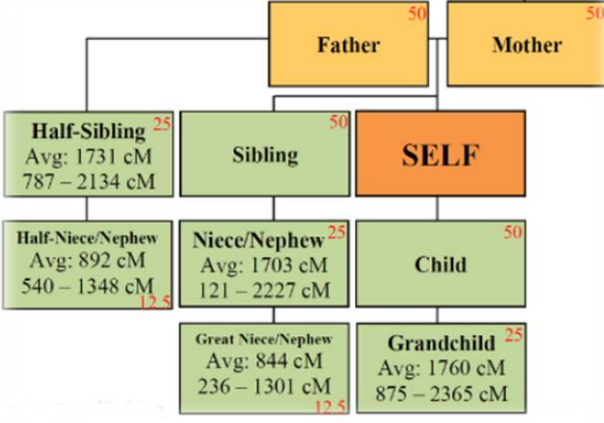 50
Father
50
Mother
Half-Sibling 25
Avg: 1731 cM
787 – 2134 cM
50
Sibling
SELF
Half-Niece/Nephew
Avg: 892 cM
540 – 1348 cM
12.5
Niece/Nephew 25
Avg: 1703 cM
121 – 2227 cM
50
Child
Great Niece/Nephew
Avg: 844 cM
236 – 1301 cM
12.5
Grandchild 25
Avg: 1760 cM
875 – 2365 cM